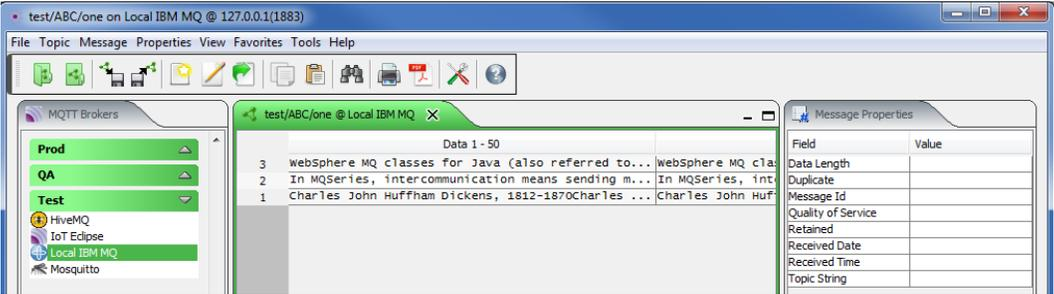 test/ABC/one on Local IBM MQ @ 127.0.0.1(1883)
File Topic Message Properties View Favorites Tools Help
PDF
MQTT Brokers
Prod
QA
Test
HiveMQ
IoT Eclipse
Local IBM MQ
Mosquitto
test/ABC/one @ Local IBM MQ X
Data 1 - 50
3 WebSphere MQ classes for Java (also referred to... WebSphere MQ cla
2 In MQSeries, intercommunication means sending m... In MQSeries, int
1 Charles John Huffham Dickens, 1812-1870Charles ... Charles John Huf
Message Properties
Field Value
Data Length
Duplicate
Message Id
Quality of Service
Retained
Received Date
Received Time
Topic String